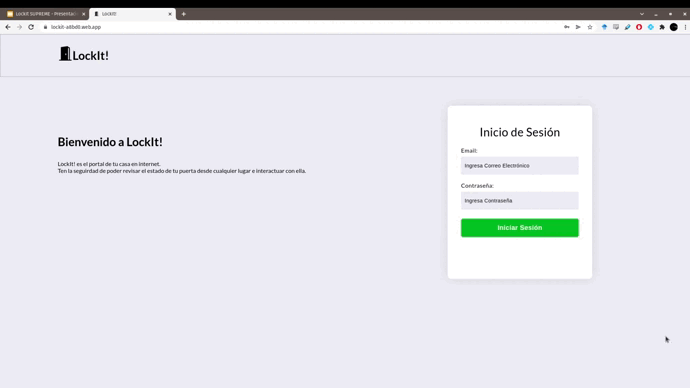 LockIt SUPREME - Presentac
LockIt!
lockit-a6bd0.web.app
LockIt!
Bienvenido a LockIt!
LockIt! es el portal de tu casa en internet.
Ten la seguirdad de poder revisar el estado de tu puerta desde cualquier lugar e interactuar con ella.
Inicio de Sesión
Email:
Ingresa Correo Electrónico
Contraseña:
Ingresa Contraseña
Iniciar Sesión